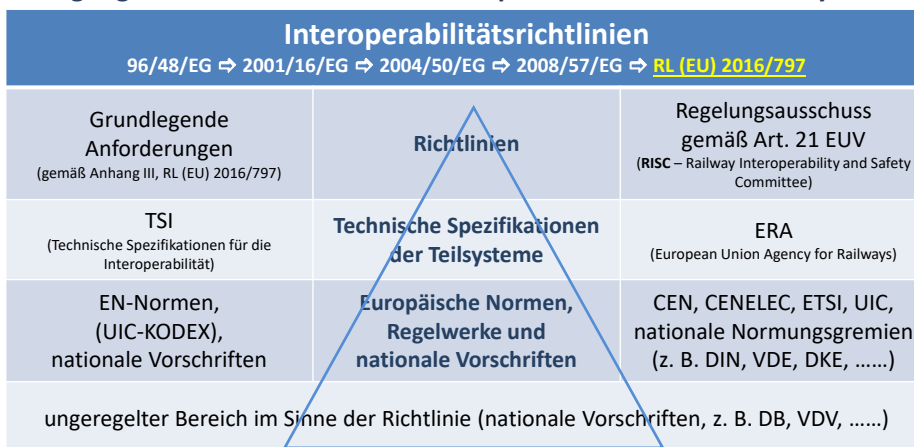 Interoperabilitätsrichtlinien
96/48/EG ⇨ 2001/16/EG ⇨ 2004/50/EG ⇨ 2008/57/EG ⇨ RL (EU) 2016/797
Grundlegende
Anforderungen
(gemäß Anhang III, RL (EU) 2016/797)
Richtlinien
Regelungsausschuss
gemäß Art. 21 EUV
(RISC – Railway Interoperability and Safety
Committee)
TSI
(Technische Spezifikationen für die
Interoperabilität)
Technische Spezifikationen
der Teilsysteme
ERA
(European Union Agency for Railways)
EN-Normen,
(UIC-KODEX),
nationale Vorschriften
Europäische Normen,
Regelwerke und
nationale Vorschriften
CEN, CENELEC, ETSI, UIC,
nationale Normungsgremien
(z. B. DIN, VDE, DKE, ……)
ungeregelter Bereich im Sinne der Richtlinie (nationale Vorschriften, z. B. DB, VDV, ……)